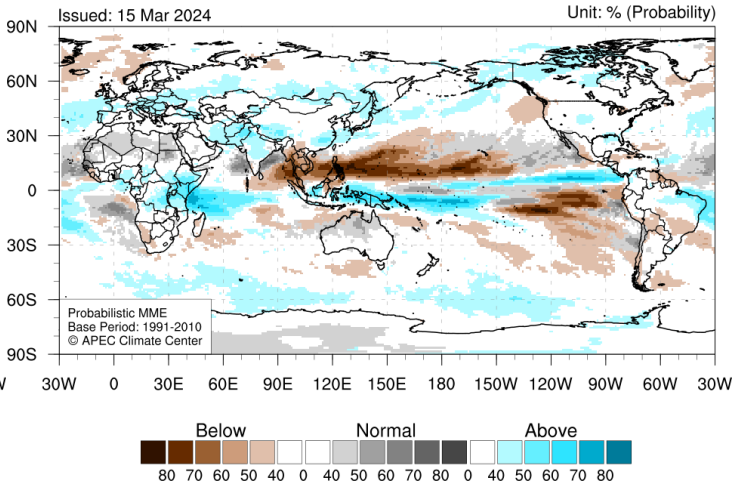 Issued: 15 Mar 2024
Unit: % (Probability)
90N
60N
30N
0
30S
60S
90S
Probabilistic MME
Base Period: 1991-2010
© APEC Climate Center
W 30W 0 30E 60E 90E 120E 150E 180 150W 120W 90W 60W 30W
Below Normal Above
80 70 60 50 40 0 40 50 60 70 80 0 40 50 60 70 80